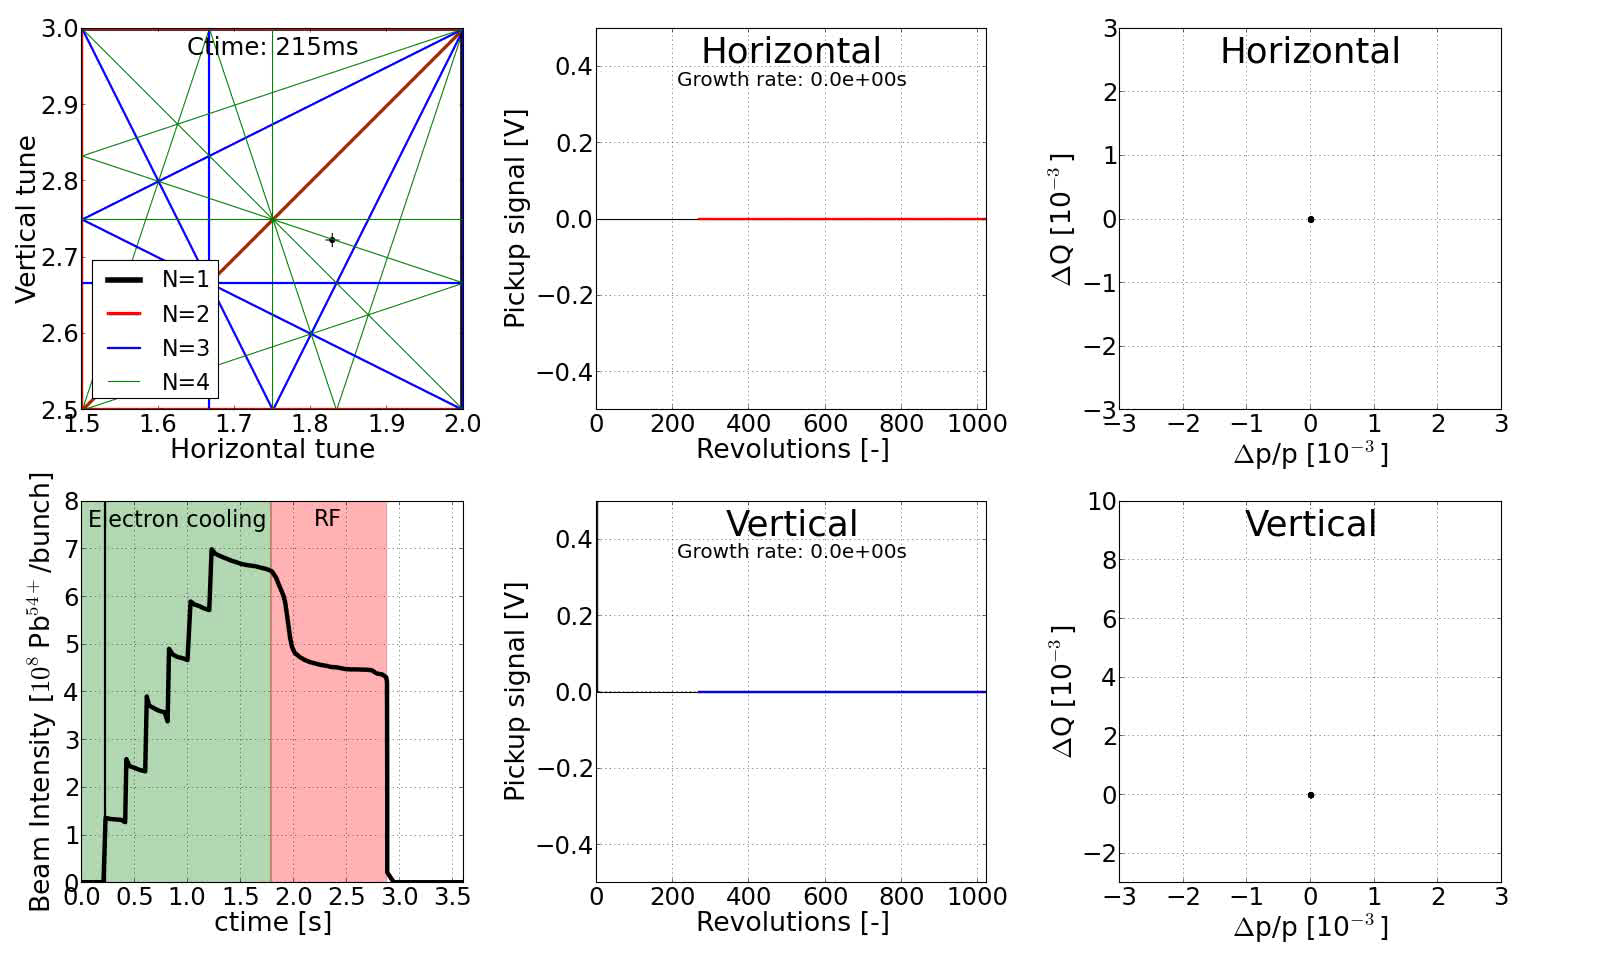 Ctime: 215ms
3.0
2.9
2.8
2.7
2.6
2.5
Vertical tune
N=1
N=2
N=3
N=4
1.5 1.6 1.7 1.8 1.9 2.0
Horizontal tune
Horizontal
Growth rate: 0.0e+00s
0.4
0.2
0.0
−0.2
−0.4
Pickup signal [V]
0 200 400 600 800 1000
Revolutions [-]
Horizontal
3
2
1
0
−1
−2
−3
ΔQ [10⁻³]
−3 −2 −1 0 1 2 3
Δp/p [10⁻³]
Electron cooling RF
8
7
6
5
4
3
2
1
0
Beam Intensity [10⁸ Pb⁵⁴⁺/bunch]
0.0 0.5 1.0 1.5 2.0 2.5 3.0 3.5
ctime [s]
Vertical
Growth rate: 0.0e+00s
0.4
0.2
0.0
−0.2
−0.4
Pickup signal [V]
0 200 400 600 800 1000
Revolutions [-]
Vertical
10
8
6
4
2
0
−2
ΔQ [10⁻³]
−3 −2 −1 0 1 2 3
Δp/p [10⁻³]